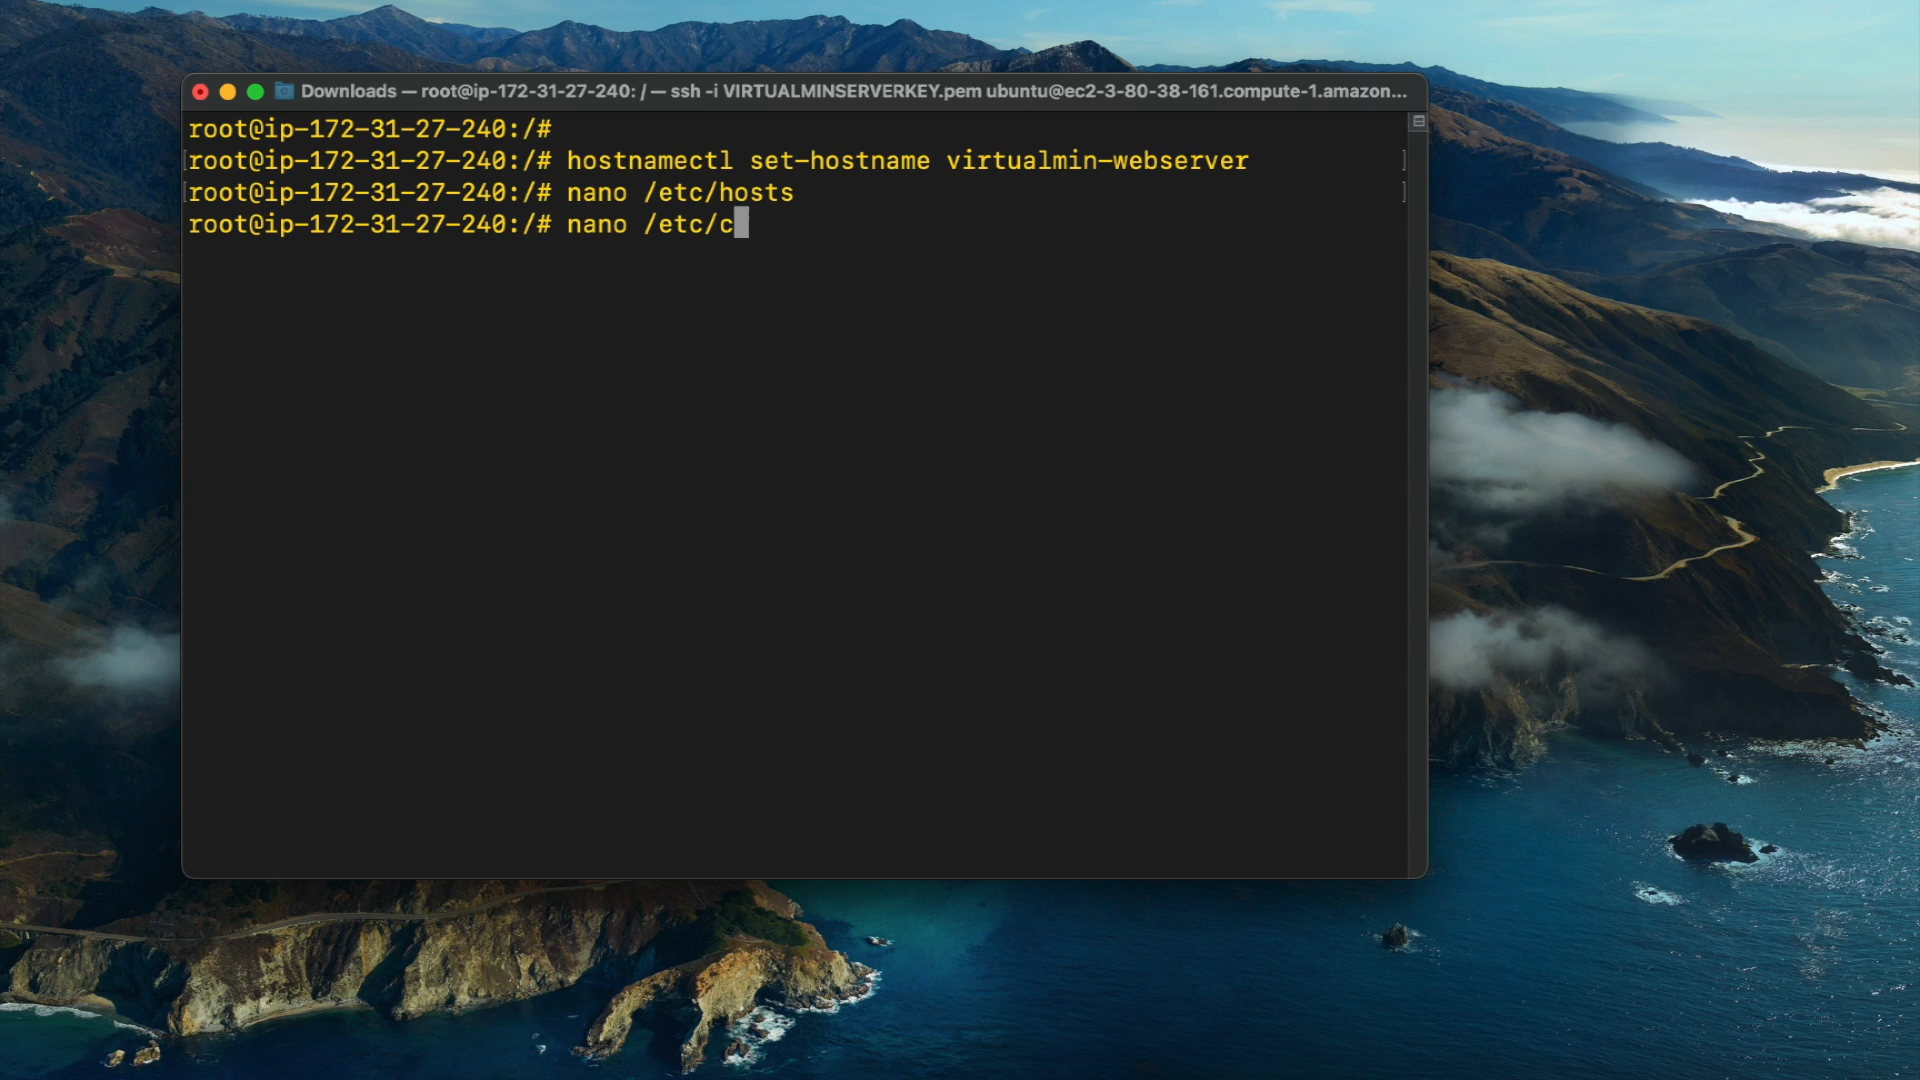 Downloads — root@ip-172-31-27-240: / — ssh -i VIRTUALMINSERVERKEY.pem ubuntu@ec2-3-80-38-161.compute-1.amazon...
root@ip-172-31-27-240:/#
[root@ip-172-31-27-240:/# hostnamectl set-hostname virtualmin-webserver ]
[root@ip-172-31-27-240:/# nano /etc/hosts ]
root@ip-172-31-27-240:/# nano /etc/c